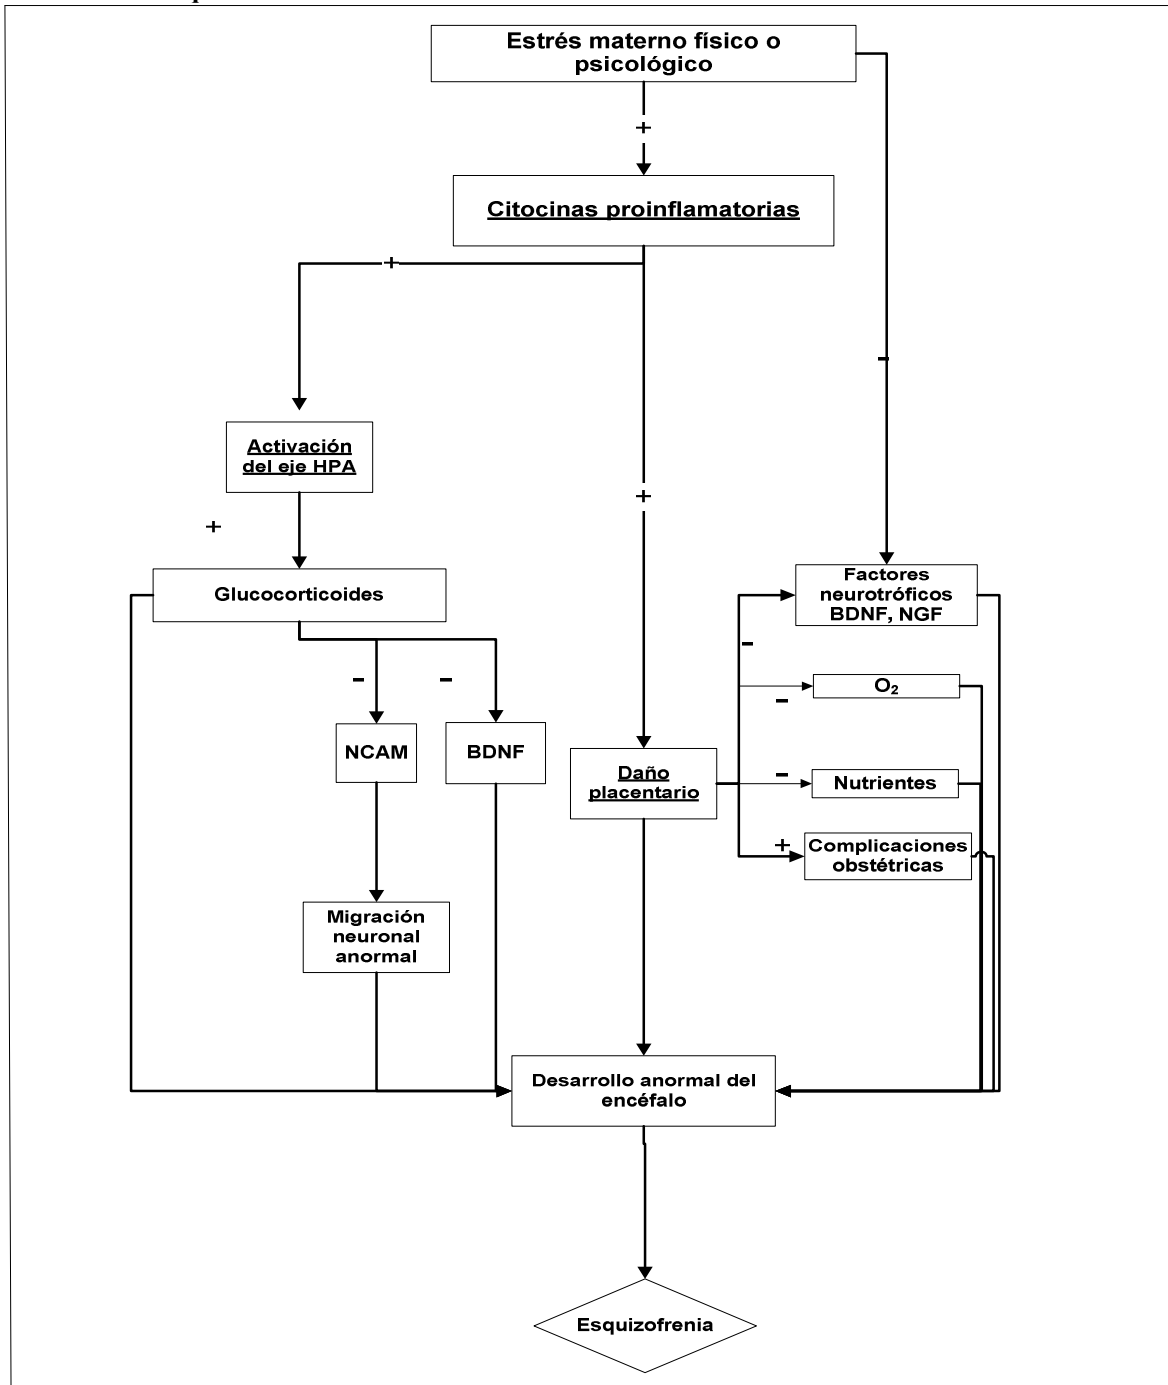 Estrés materno físico o
psicológico
+
Citocinas proinflamatorias
+
-
Activación
del eje HPA
+
+
Glucocorticoides
Factores
neurotróficos
BDNF, NGF
-
-
-
O₂
-
NCAM
BDNF
Daño
placentario
-
Nutrientes
+
Complicaciones
obstétricas
Migración
neuronal
anormal
Desarrollo anormal del
encéfalo
Esquizofrenia